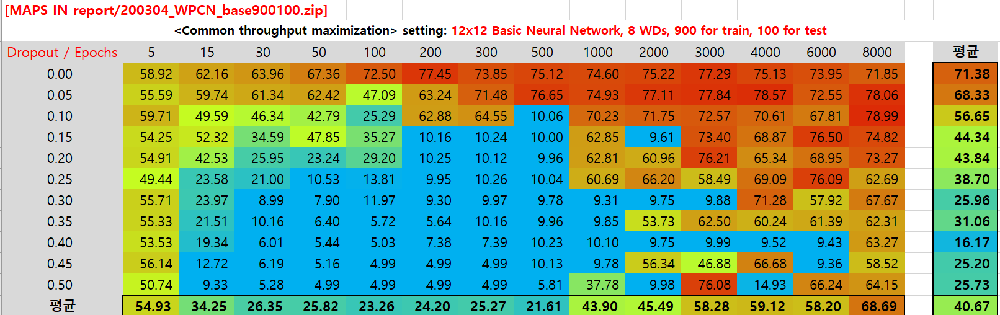 [MAPS IN report/200304_WPCN_base900100.zip]
<Common throughput maximization> setting: 12x12 Basic Neural Network, 8 WDs, 900 for train, 100 for test
Dropout / Epochs 5 15 30 50 100 200 300 500 1000 2000 3000 4000 6000 8000 평균
0.00 58.92 62.16 63.96 67.36 72.50 77.45 73.85 75.12 74.60 75.22 77.29 75.13 73.95 71.85 71.38
0.05 55.59 59.74 61.34 62.42 47.09 63.24 71.48 76.65 74.93 77.11 77.84 78.57 72.55 78.06 68.33
0.10 59.71 49.59 46.34 42.79 25.29 62.88 64.55 10.06 70.23 71.75 72.57 70.61 67.81 78.99 56.65
0.15 54.25 52.32 34.59 47.85 35.27 10.16 10.24 10.00 62.85 9.61 73.40 68.87 76.50 74.82 44.34
0.20 54.91 42.53 25.95 23.24 29.20 10.25 10.12 9.96 62.81 60.96 76.21 65.34 68.95 73.27 43.84
0.25 49.44 23.58 21.00 10.53 13.81 9.95 10.26 10.04 60.69 66.20 58.49 69.09 76.09 62.69 38.70
0.30 55.71 23.97 8.99 7.90 11.97 9.30 9.97 9.78 9.31 9.75 9.88 71.28 57.92 67.67 25.96
0.35 55.33 21.51 10.16 6.40 5.72 5.64 10.16 9.96 9.85 53.73 62.50 60.24 61.39 62.31 31.06
0.40 53.53 19.34 6.01 5.44 5.03 7.38 7.39 10.23 10.10 9.75 9.99 9.52 9.43 63.27 16.17
0.45 56.14 12.72 6.19 5.16 4.99 4.99 4.99 10.13 9.78 56.34 46.88 66.68 9.36 58.52 25.20
0.50 50.74 9.33 5.28 4.99 4.99 4.99 4.99 5.81 37.78 9.98 76.08 14.93 66.24 64.15 25.73
평균 54.93 34.25 26.35 25.82 23.26 24.20 25.27 21.61 43.90 45.49 58.28 59.12 58.20 68.69 40.67